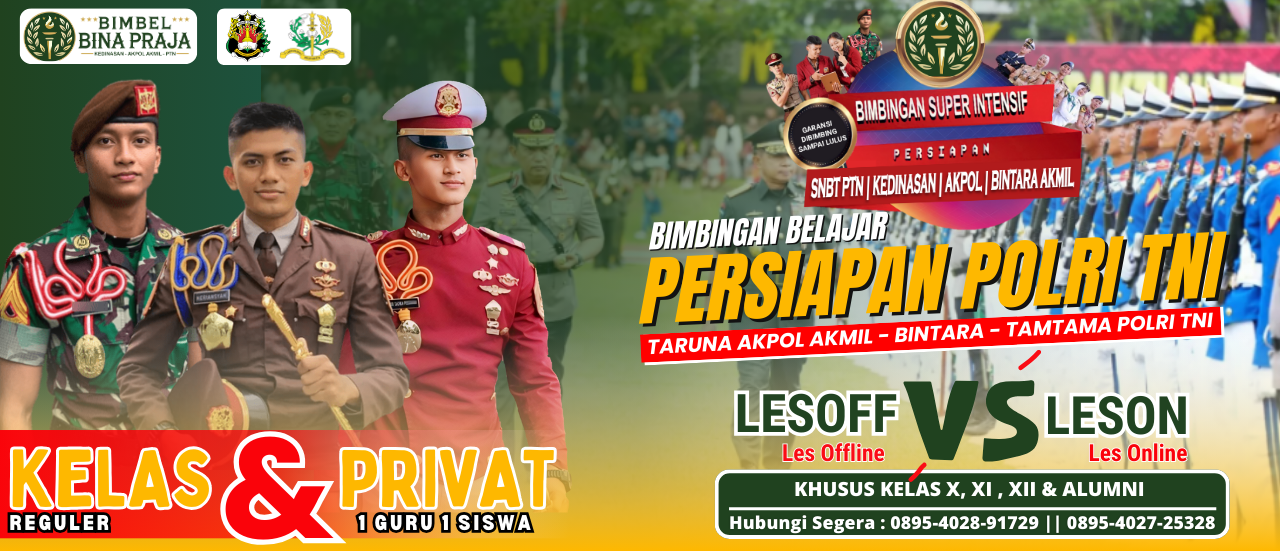 BIMBEL
BINA PRAJA
KEDINASAN - AKPOL AKMIL - PTN
BIMBINGAN SUPER INTENSIF
GARANSI
DIBIMBING
SAMPAI LULUS
PERSIAPAN
SNBT PTN | KEDINASAN | AKPOL | BINTARA AKMIL
BIMBINGAN BELAJAR
PERSIAPAN POLRI TNI
TARUNA AKPOL AKMIL - BINTARA - TAMTAMA POLRI TNI
LESOFF VS LESON
Les Offline
Les Online
KELAS & PRIVAT
REGULER
1 GURU 1 SISWA
KHUSUS KELAS X, XI , XII & ALUMNI
Hubungi Segera : 0895-4028-91729 || 0895-4027-25328